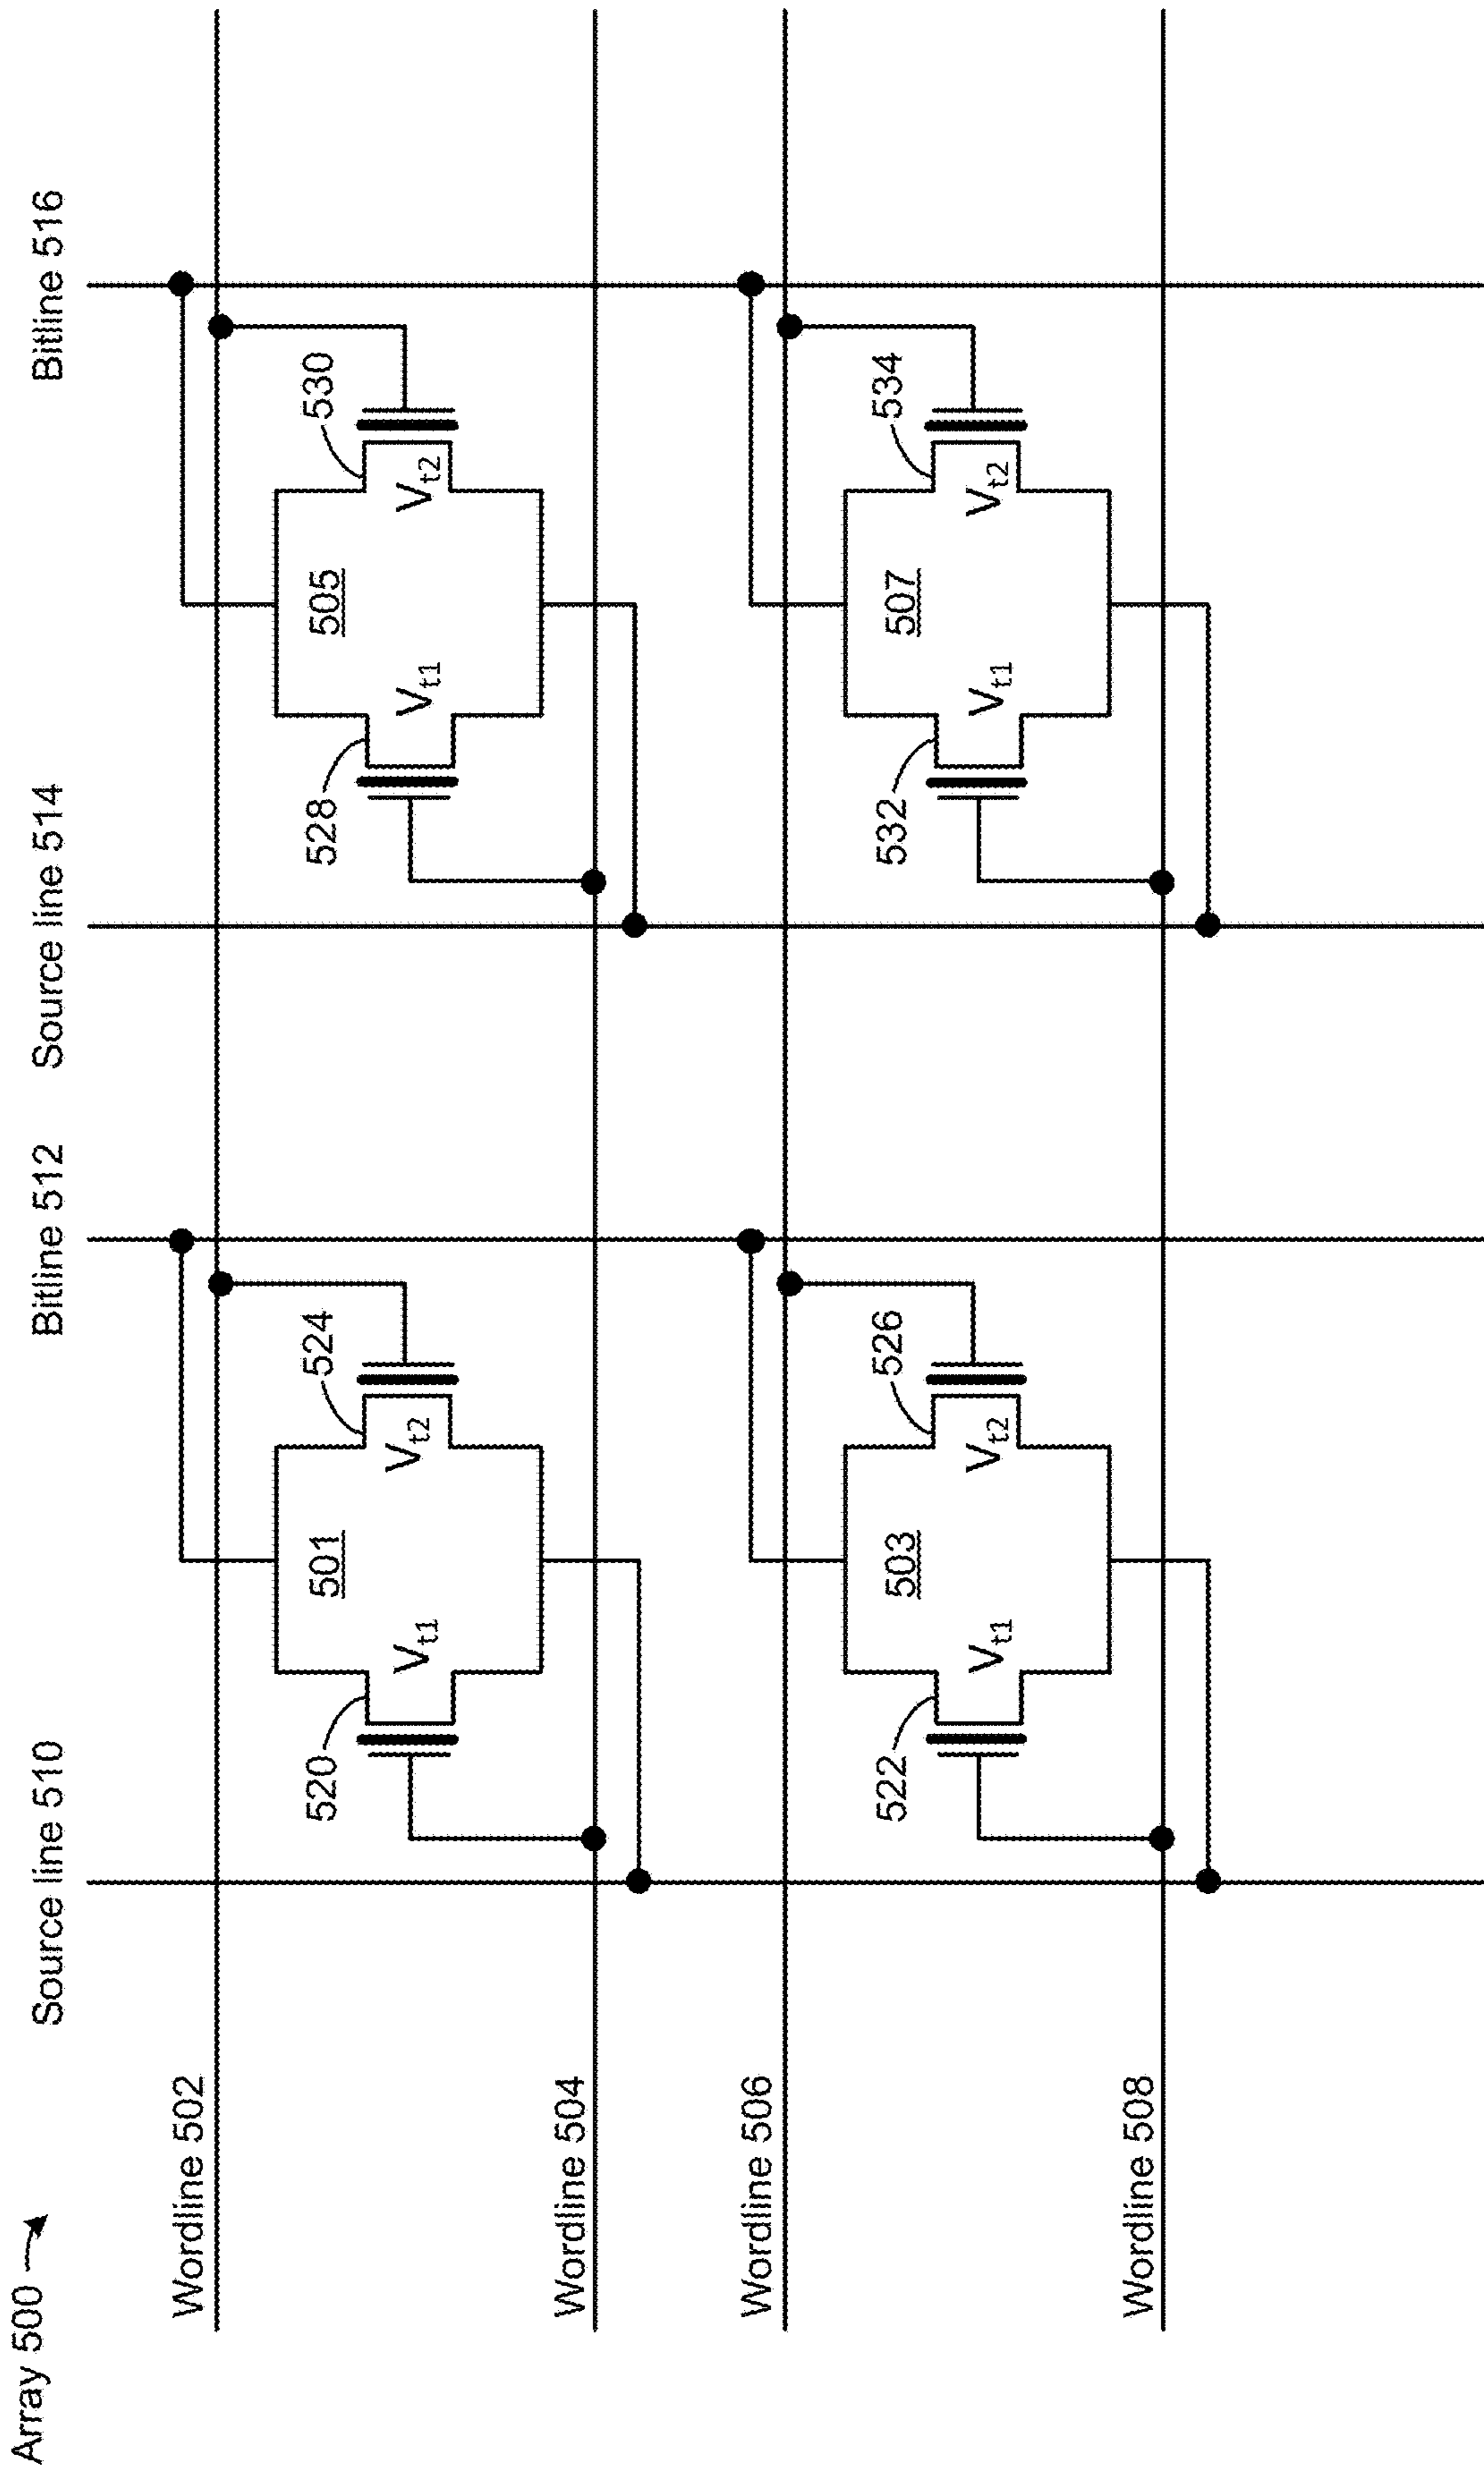 Array 500
Source line 510
Bitline 512
Source line 514
Bitline 516
Wordline 502
520
524
528
530
501
505
Vt1
Vt2
Vt1
Vt2
Wordline 504
Wordline 506
522
526
532
534
503
507
Vt1
Vt2
Vt1
Vt2
Wordline 508